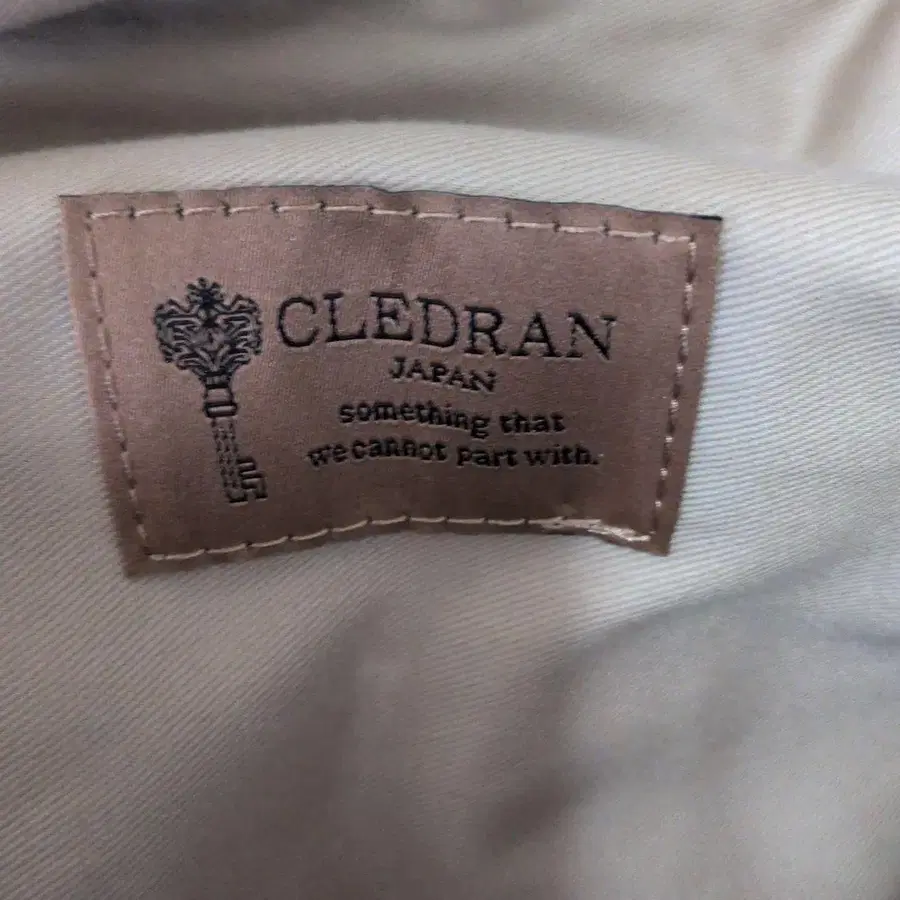 CLEDRAN
JAPAN
something that
we cannot part with.